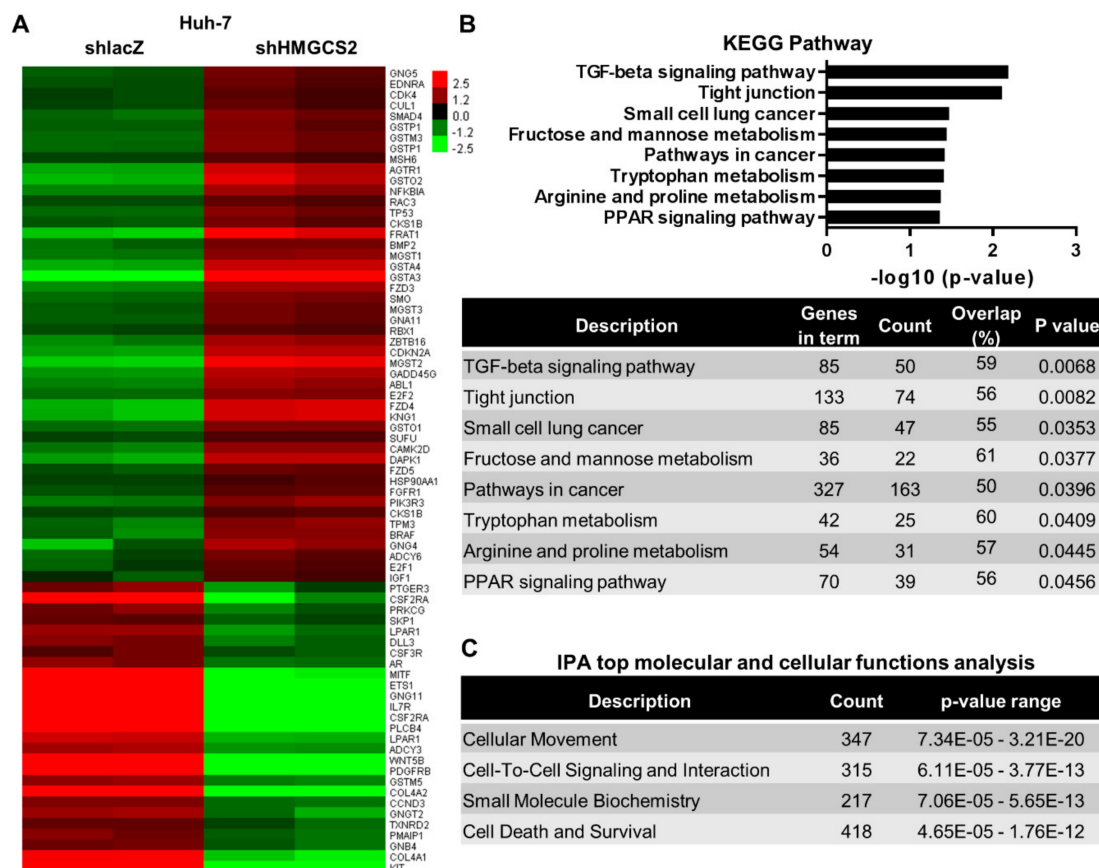 A
Huh-7
shlacZ shHMGCS2
GNG5
EDNRA
CDK4
CUL1
SMAD4
GSTP1
GSTM3
GSTP1
MSH6
AGTR1
GSTO2
NFKBIA
RAC3
TP53
CKS1B
FRAT1
BMP2
MGST1
GSTA4
GSTA3
FZD3
SMO
MGST3
GNA11
RBX1
ZBTB16
CDKN2A
MGST2
GADD45G
ABL1
E2F2
FZD4
KNG1
GSTO1
SUFU
CAMK2D
DAPK1
FZD5
HSP90AA1
FGFR1
PIK3R3
CKS1B
TPM3
BRAF
GNG4
ADCY6
E2F1
IGF1
PTGER3
CSF2RA
PRKCG
SKP1
LPAR1
DLL3
CSF3R
AR
MITF
ETS1
GNG11
IL7R
CSF2RA
PLCB4
LPAR1
ADCY3
WNT5B
PDGFRB
GSTM5
COL4A2
CCND3
GNGT2
TXNRD2
PMAIP1
GNB4
COL4A1
KIT
2.5
1.2
0.0
-1.2
-2.5
B
KEGG Pathway
TGF-beta signaling pathway
Tight junction
Small cell lung cancer
Fructose and mannose metabolism
Pathways in cancer
Tryptophan metabolism
Arginine and proline metabolism
PPAR signaling pathway
0 1 2 3
-log10 (p-value)
Description Genes in term Count Overlap (%) P value
TGF-beta signaling pathway 85 50 59 0.0068
Tight junction 133 74 56 0.0082
Small cell lung cancer 85 47 55 0.0353
Fructose and mannose metabolism 36 22 61 0.0377
Pathways in cancer 327 163 50 0.0396
Tryptophan metabolism 42 25 60 0.0409
Arginine and proline metabolism 54 31 57 0.0445
PPAR signaling pathway 70 39 56 0.0456
C
IPA top molecular and cellular functions analysis
Description Count p-value range
Cellular Movement 347 7.34E-05 - 3.21E-20
Cell-To-Cell Signaling and Interaction 315 6.11E-05 - 3.77E-13
Small Molecule Biochemistry 217 7.06E-05 - 5.65E-13
Cell Death and Survival 418 4.65E-05 - 1.76E-12